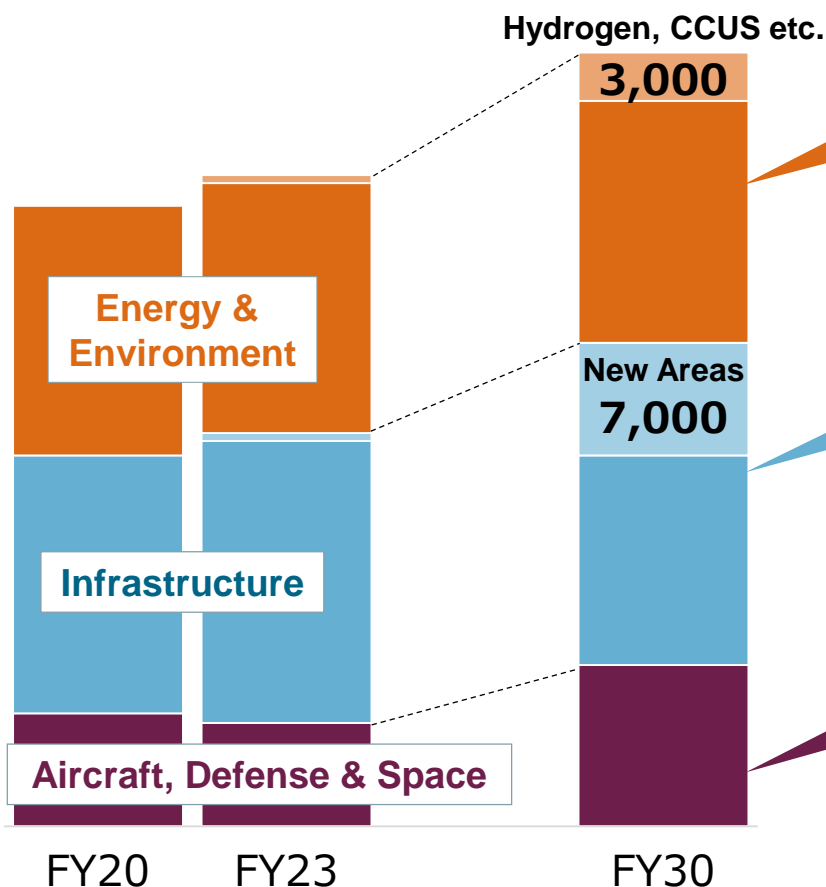 Hydrogen, CCUS etc.
3,000
Energy &
Environment
New Areas
7,000
Infrastructure
Aircraft, Defense & Space
FY20
FY23
FY30